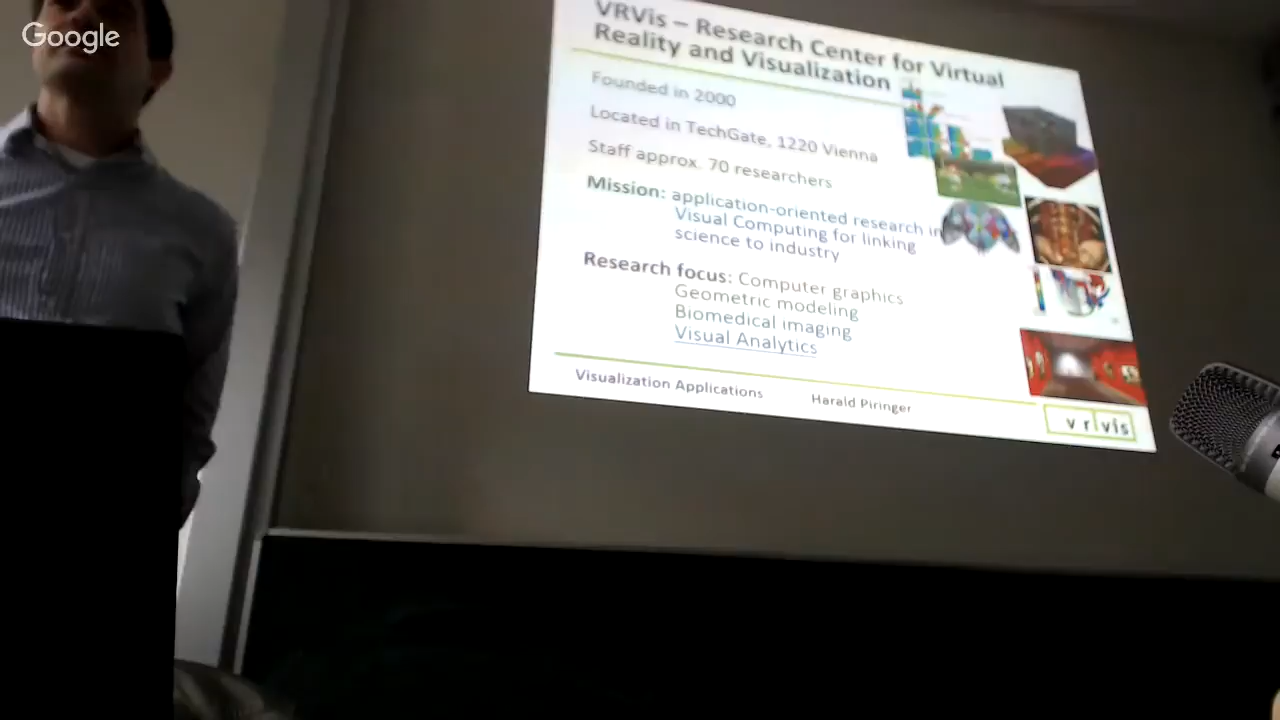 Google
VRVis – Research Center for Virtual
Reality and Visualization
Founded in 2000
Located in TechGate, 1220 Vienna
Staff approx. 70 researchers
Mission: application-oriented research in
Visual Computing for linking
science to industry
Research focus: Computer graphics
Geometric modeling
Biomedical imaging
Visual Analytics
Visualization Applications Harald Piringer
vrvis